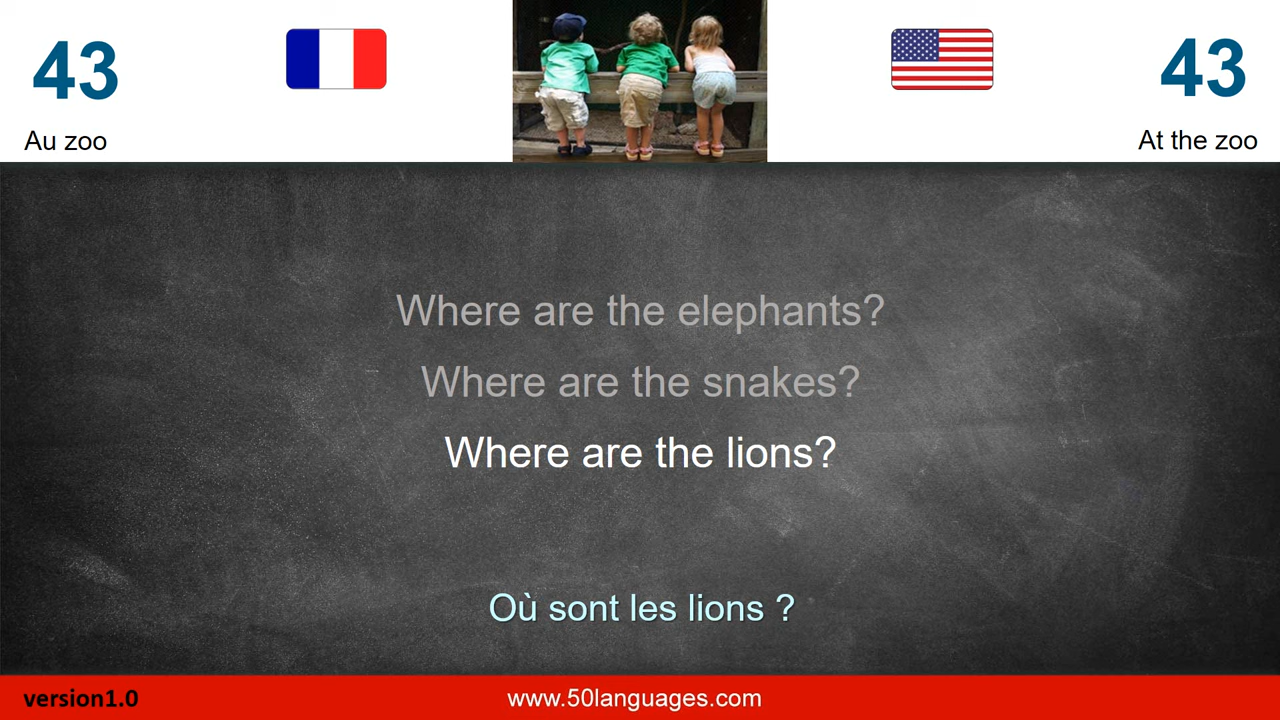 43
43
Au zoo
At the zoo
Where are the elephants?
Where are the snakes?
Where are the lions?
Où sont les lions ?
version1.0
www.50languages.com